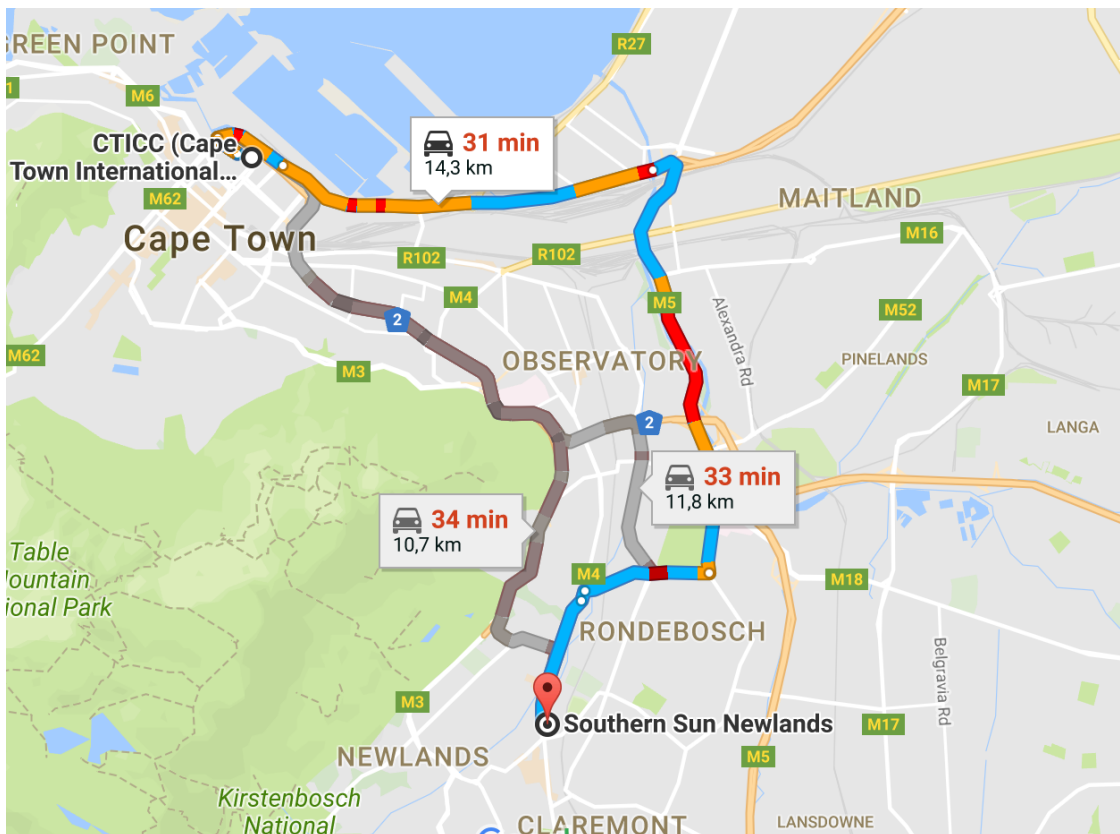 GREEN POINT
R27
M6
1
CTICC (Cape
Town International...
31 min
14,3 km
M62
MAITLAND
Cape Town
M16
R102
R102
M4
M5
Alexandra Rd
M52
2
M62
M3
OBSERVATORY
PINELANDS
M17
2
LANGA
33 min
11,8 km
34 min
10,7 km
Table
Mountain
National Park
M4
M18
RONDEBOSCH
Belgravia Rd
M3
Southern Sun Newlands
M17
NEWLANDS
M5
Kirstenbosch
National
CLAREMONT
LANSDOWNE